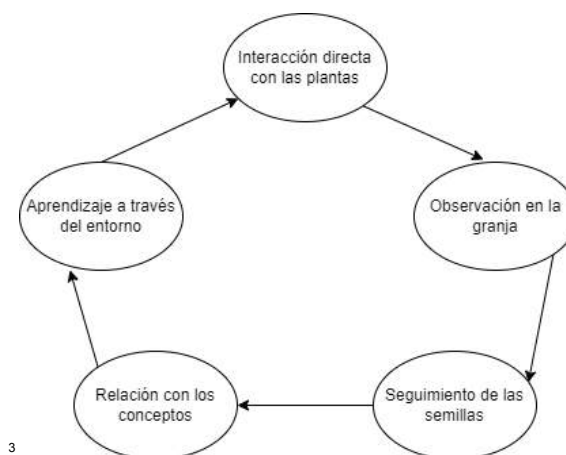 Interacción directa
con las plantas
Observación en la
granja
Seguimiento de las
semillas
Relación con los
conceptos
Aprendizaje a través
del entorno
3